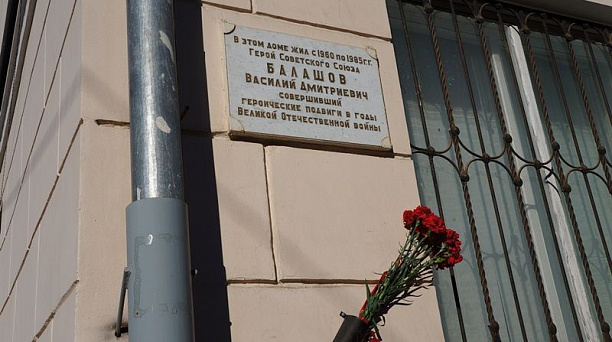 В этом доме жил с 1960 по 1985 г.г.
Герой Советского Союза
БАЛАШОВ
Василий Дмитриевич
совершивший
героические подвиги в годы
Великой Отечественной войны